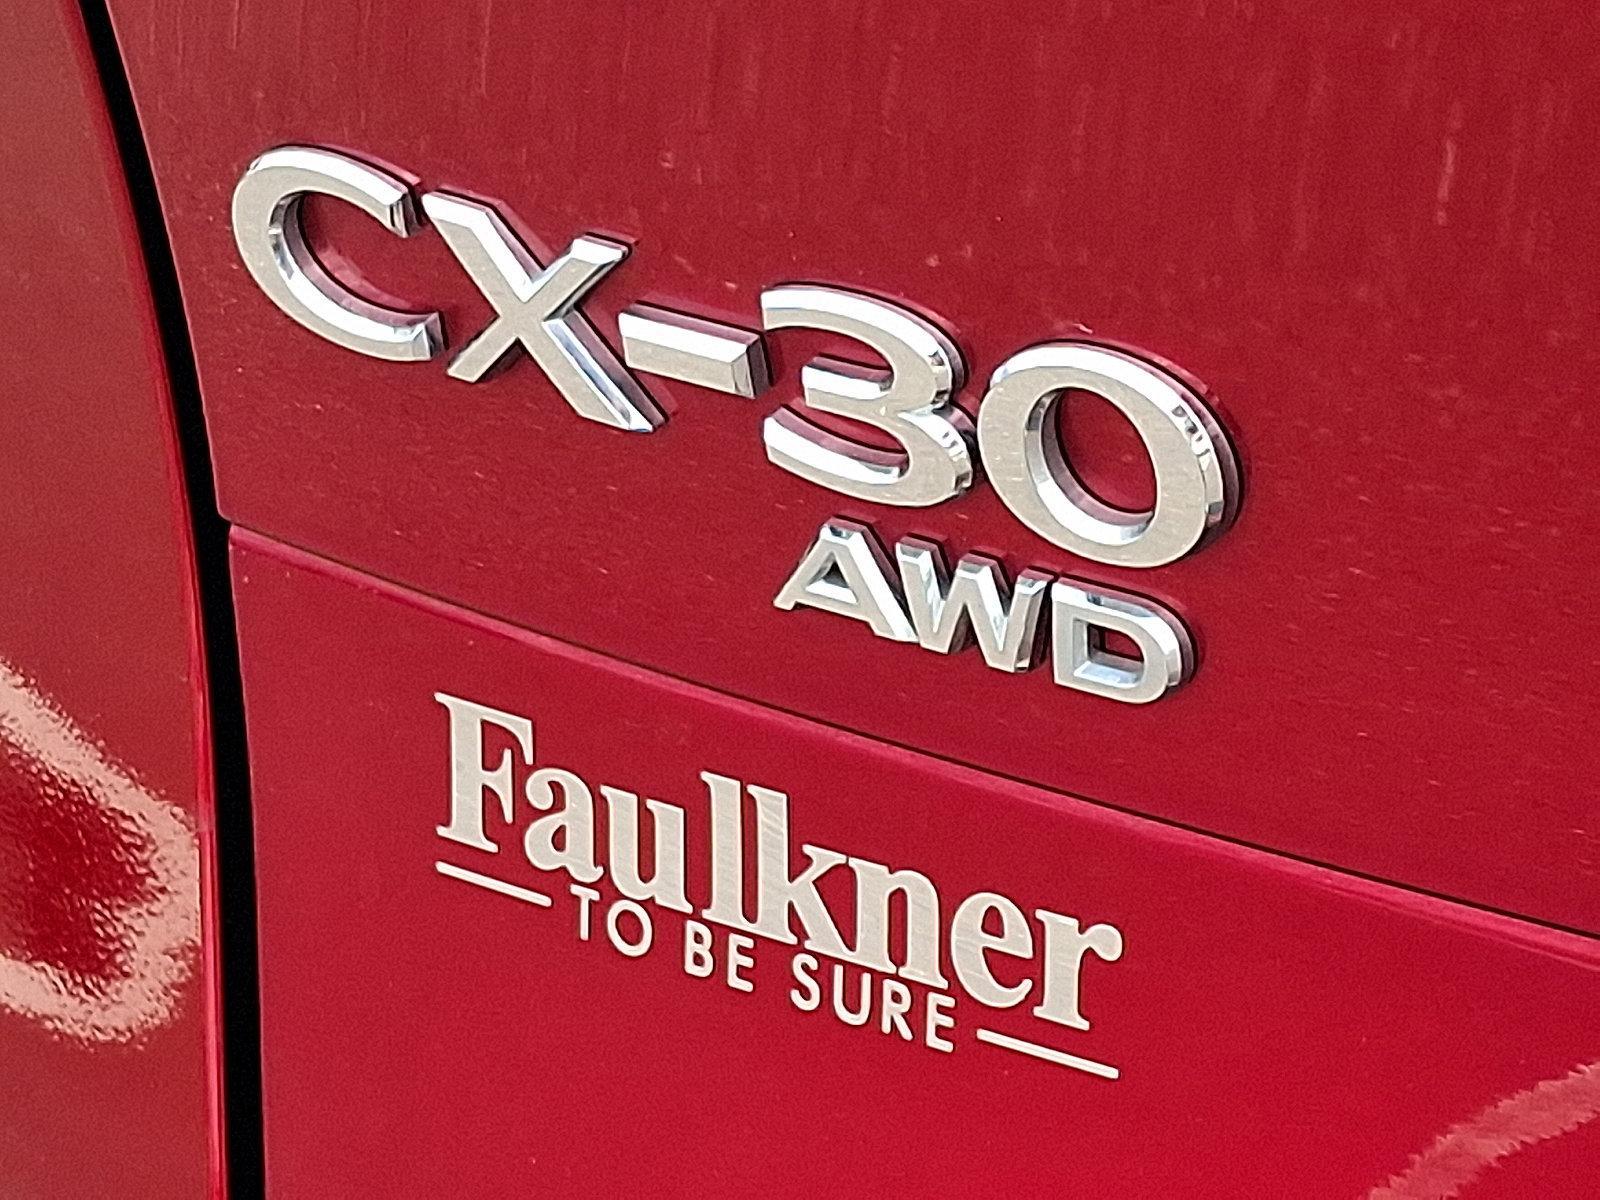 CX-30
AWD
Faulkner
TO BE SURE